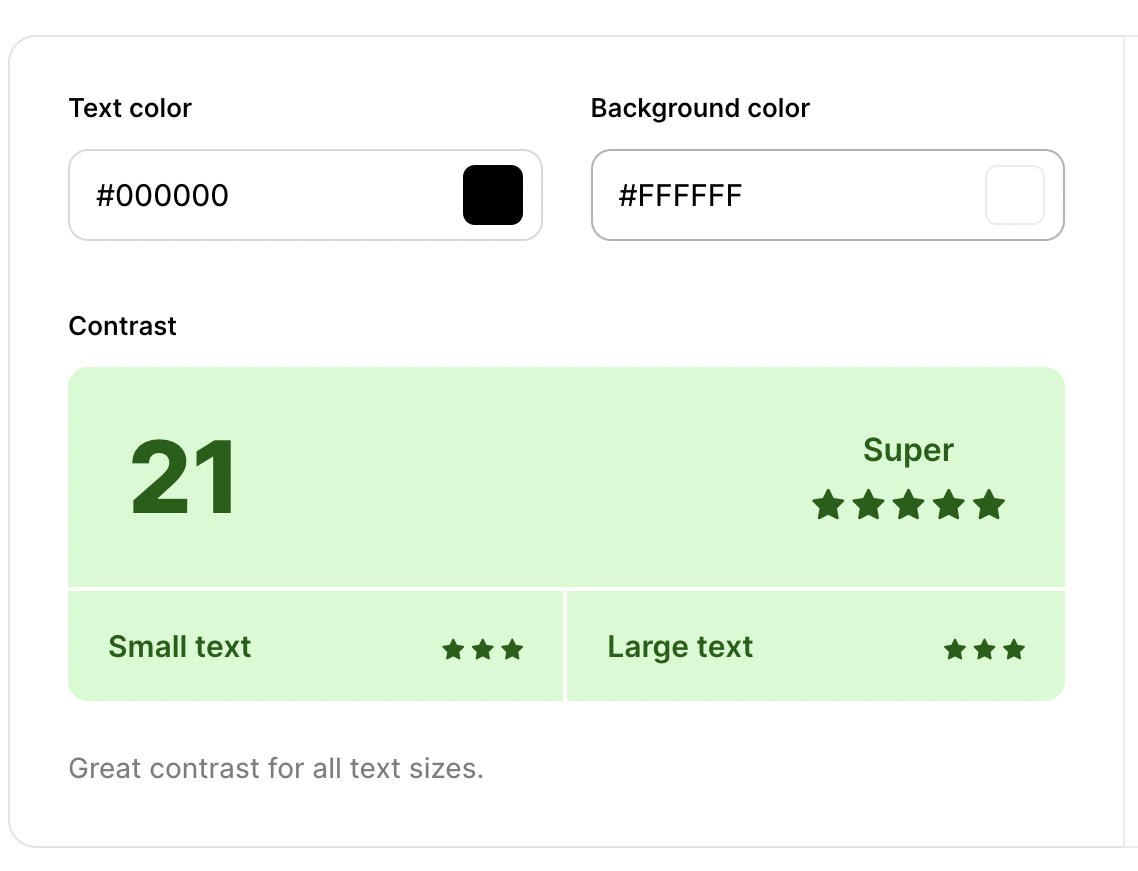 Text color
Background color
#000000
#FFFFFF
Contrast
21
Super
Small text
Large text
Great contrast for all text sizes.